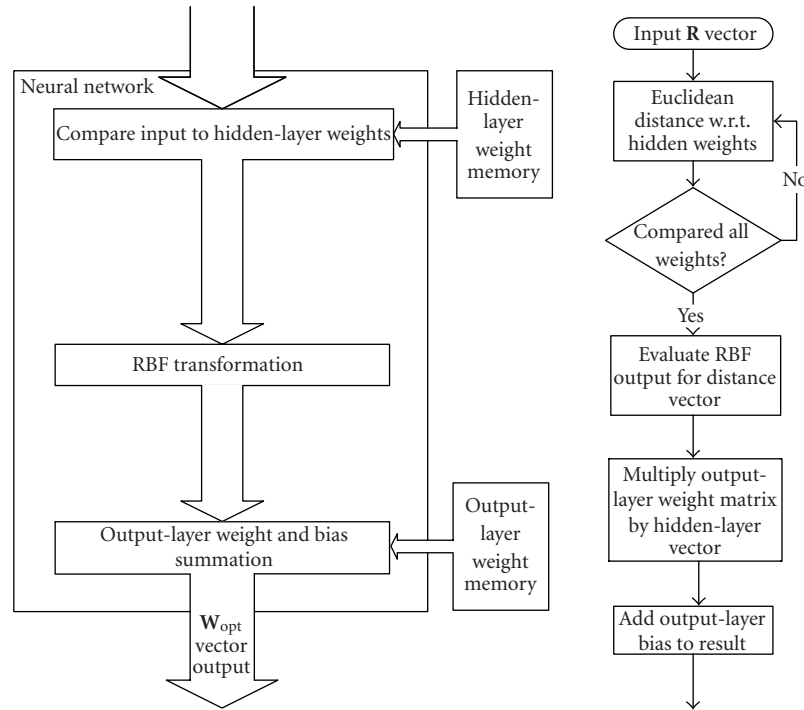 Neural network
Compare input to hidden-layer weights
Hidden-
layer
weight
memory
RBF transformation
Output-layer weight and bias
summation
Output-
layer
weight
memory
Wopt
vector
output
Input R vector
Euclidean
distance w.r.t.
hidden weights
No
Compared all
weights?
Yes
Evaluate RBF
output for distance
vector
Multiply output-
layer weight matrix
by hidden-layer
vector
Add output-layer
bias to result